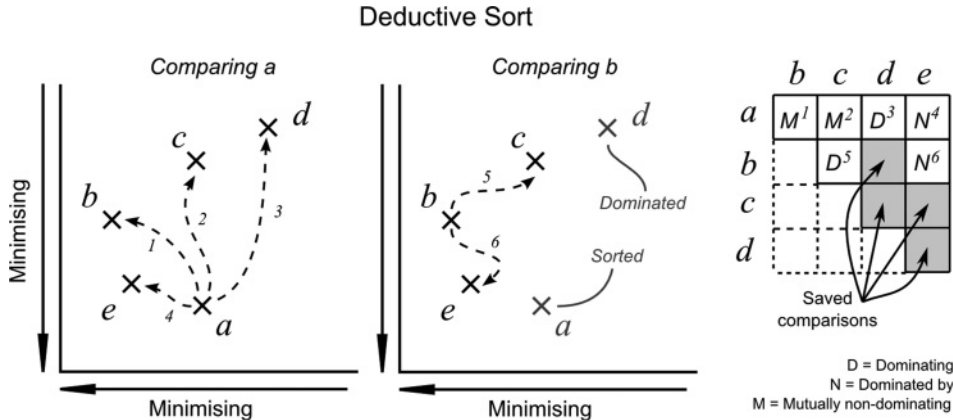 Deductive Sort
Comparing a
Minimising
Minimising
a
b
c
d
e
1
2
3
4
Comparing b
Minimising
Minimising
b
c
d
e
a
5
6
Dominated
Sorted
b c d e
a M1 M2 D3 N4
b D5 N6
c
d
Saved
comparisons
D = Dominating
N = Dominated by
M = Mutually non-dominating